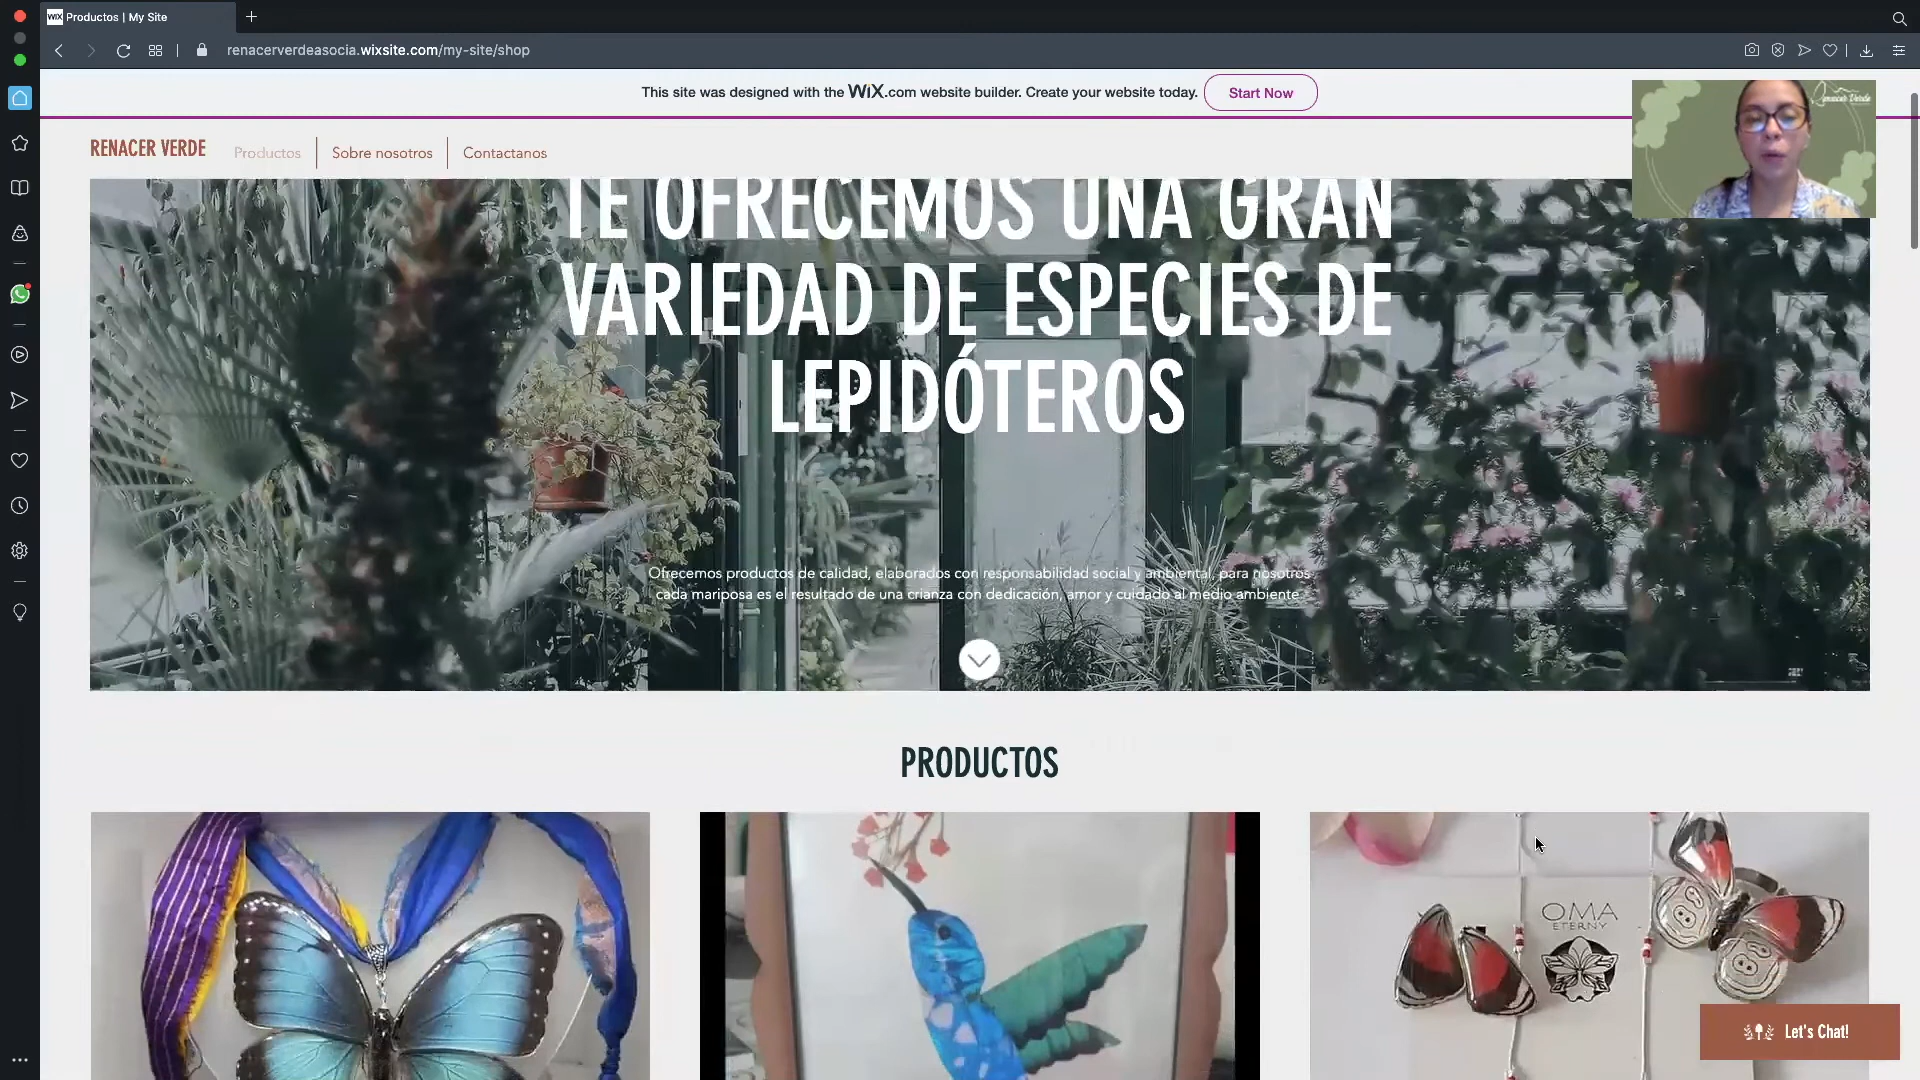 WiX Productos | My Site
renacerverdeasocia.wixsite.com/my-site/shop
This site was designed with the WiX.com website builder. Create your website today. Start Now
RENACER VERDE Productos Sobre nosotros Contactanos
Renacer Verde
TE OFRECEMOS UNA GRAN
VARIEDAD DE ESPECIES DE
LEPIDÓTEROS
Ofrecemos productos de calidad, elaborados con responsabilidad social y ambiental, para nosotros
cada mariposa es el resultado de una crianza con dedicación, amor y cuidado al medio ambiente
PRODUCTOS
OMA
ETERNY
Let's Chat!